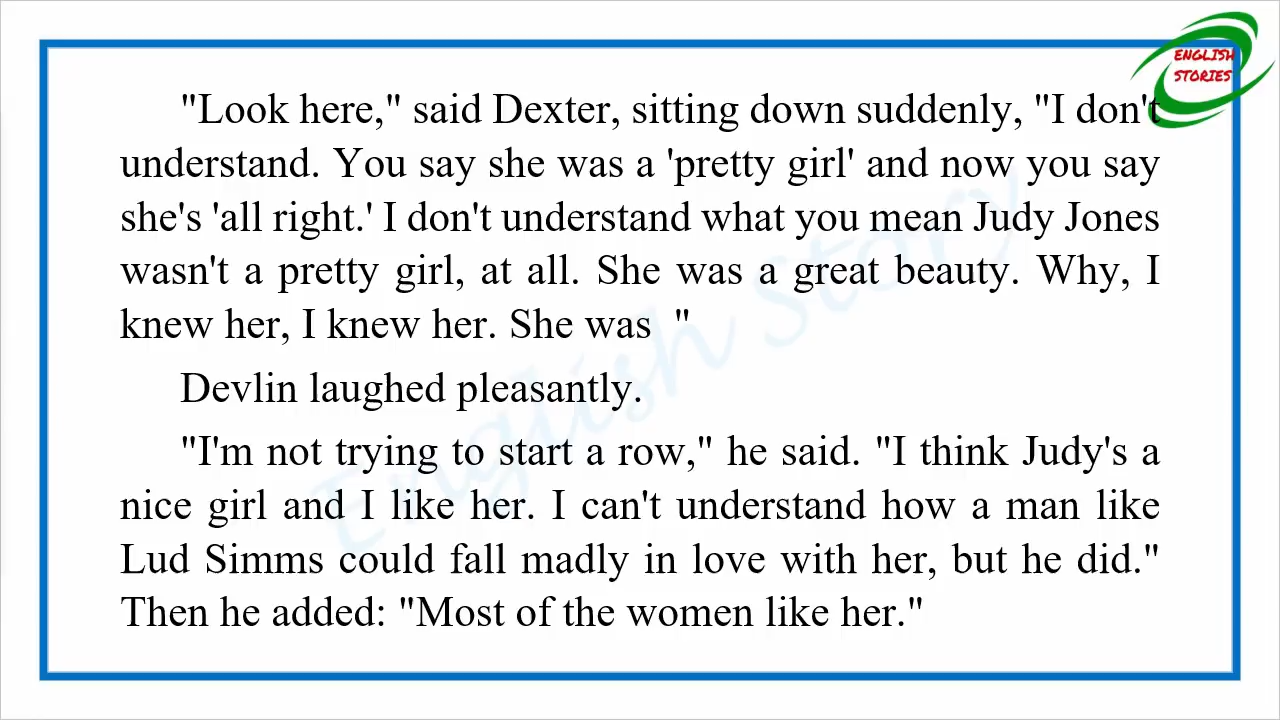 ENGLISH
STORIES
"Look here," said Dexter, sitting down suddenly, "I don't
understand. You say she was a 'pretty girl' and now you say
she's 'all right.' I don't understand what you mean Judy Jones
wasn't a pretty girl, at all. She was a great beauty. Why, I
knew her, I knew her. She was  "
Devlin laughed pleasantly.
"I'm not trying to start a row," he said. "I think Judy's a
nice girl and I like her. I can't understand how a man like
Lud Simms could fall madly in love with her, but he did."
Then he added: "Most of the women like her."
English Story